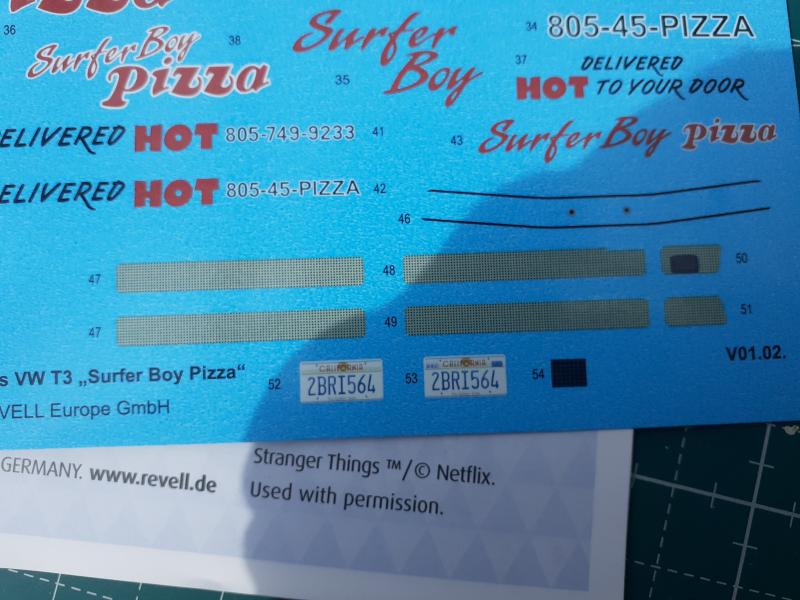 36
Surfer Boy
Pizza
38
35
Surfer
Boy
34
805-45-PIZZA
37
DELIVERED
HOT TO YOUR DOOR
ELIVERED HOT 805-749-9233 41
43 Surfer Boy Pizza
ELIVERED HOT 805-45-PIZZA 42
46
47
48
50
47
49
51
V01.02.
s VW T3 „Surfer Boy Pizza“
52
CALIFORNIA
2BRI564
53
CALIFORNIA
2BRI564
54
VELL Europe GmbH
GERMANY. www.revell.de
Stranger Things ™/© Netflix.
Used with permission.